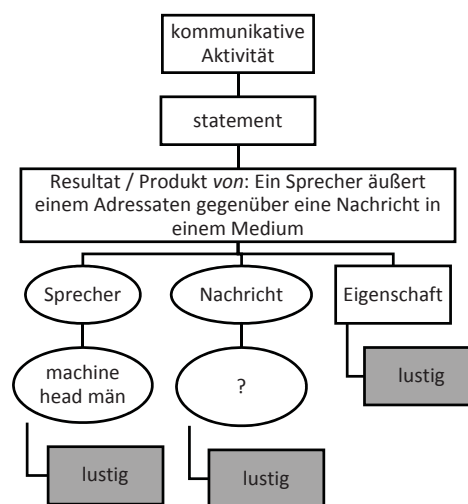 kommunikative
Aktivität
statement
Resultat / Produkt von: Ein Sprecher äußert
einem Adressaten gegenüber eine Nachricht in
einem Medium
Sprecher
Nachricht
Eigenschaft
machine
head män
?
lustig
lustig
lustig